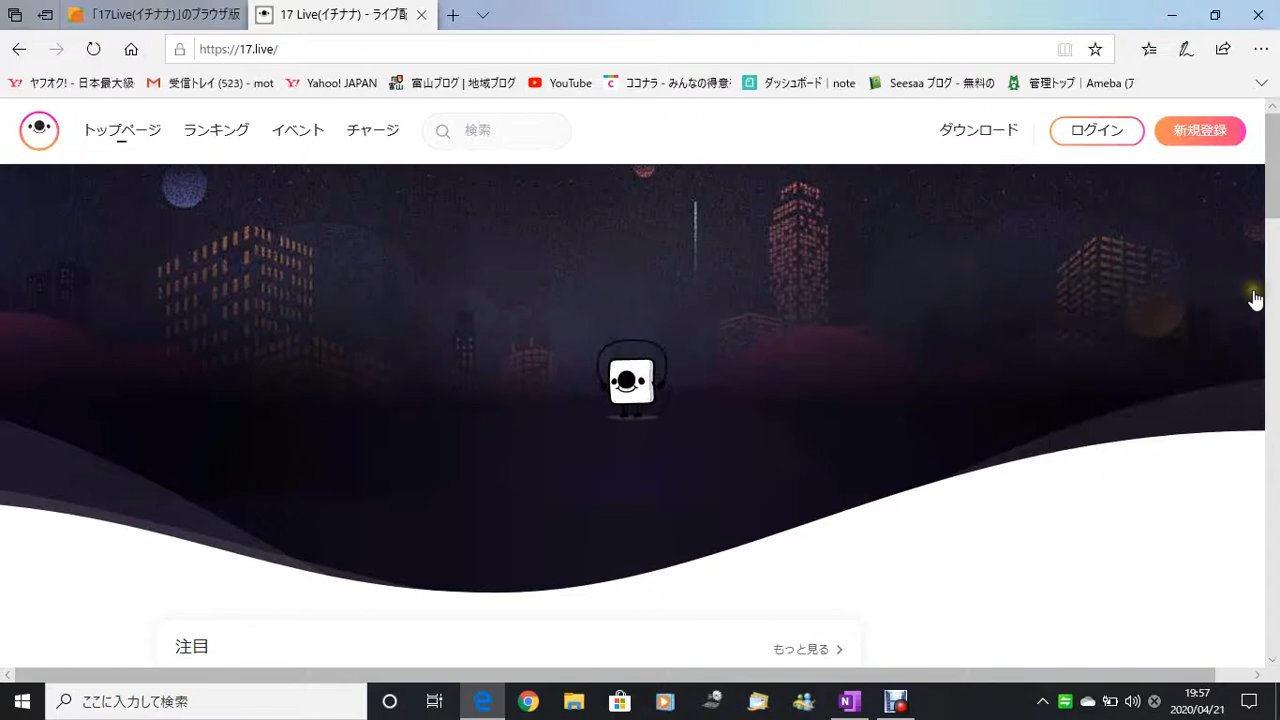 「17Live(イチナナ)」のブラウザ版
17 Live(イチナナ) - ライブ配
https://17.live/
ヤフオク! - 日本最大級
受信トレイ (523) - mot
Yahoo! JAPAN
富山ブログ | 地域ブログ
YouTube
ココナラ - みんなの得意
ダッシュボード | note
Seesaa ブログ - 無料の
管理トップ | Ameba (ア
トップページ
ランキング
イベント
チャージ
検索
ダウンロード
ログイン
新規登録
注目
もっと見る
ここに入力して検索
19:57
2020/04/21